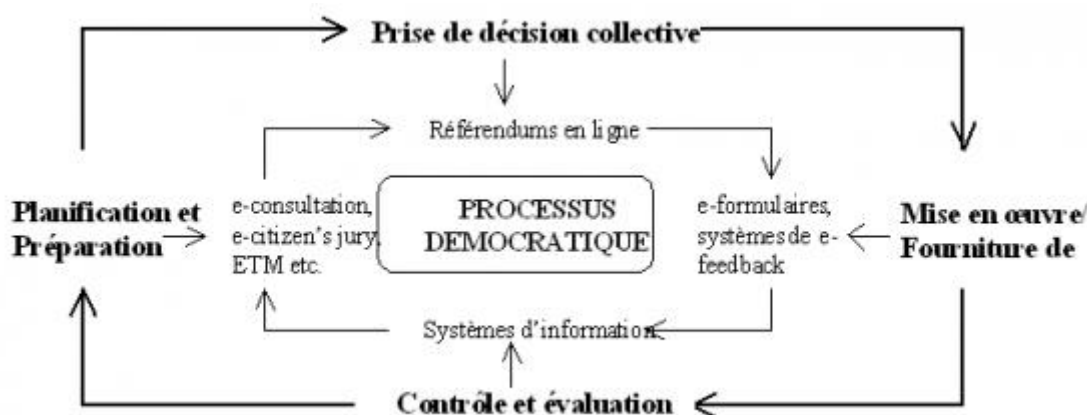 Prise de décision collective
Référendums en ligne
Planification et
Préparation
e-consultation,
e-citizen's jury,
ETM etc.
PROCESSUS
DEMOCRATIQUE
e-formulaires,
systèmes de e-
feedback
Mise en œuvre/
Fourniture de
Systèmes d'information
Contrôle et évaluation